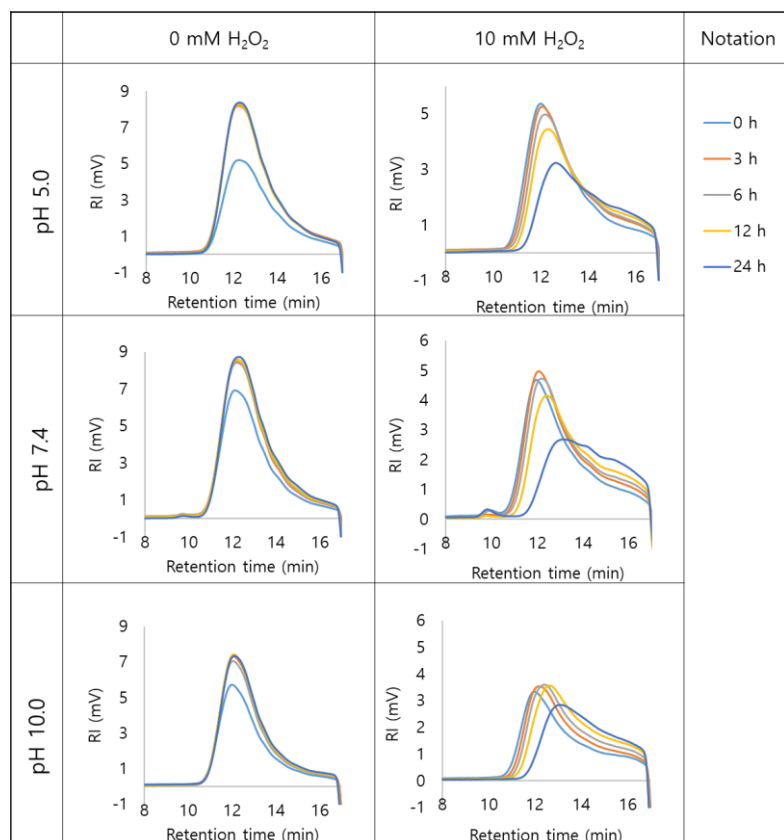 0 mM H₂O₂
10 mM H₂O₂
Notation
pH 5.0
RI (mV)
9
7
5
3
1
-1
8 10 12 14 16
Retention time (min)
RI (mV)
5
3
1
-1
8 10 12 14 16
Retention time (min)
0 h
3 h
6 h
12 h
24 h
pH 7.4
RI (mV)
9
7
5
3
1
-1
8 10 12 14 16
Retention time (min)
RI (mV)
6
5
4
3
2
1
0
-1
8 10 12 14 16
Retention time (min)
pH 10.0
RI (mV)
9
7
5
3
1
-1
8 10 12 14 16
Retention time (min)
RI (mV)
6
5
4
3
2
1
0
-1
8 10 12 14 16
Retention time (min)